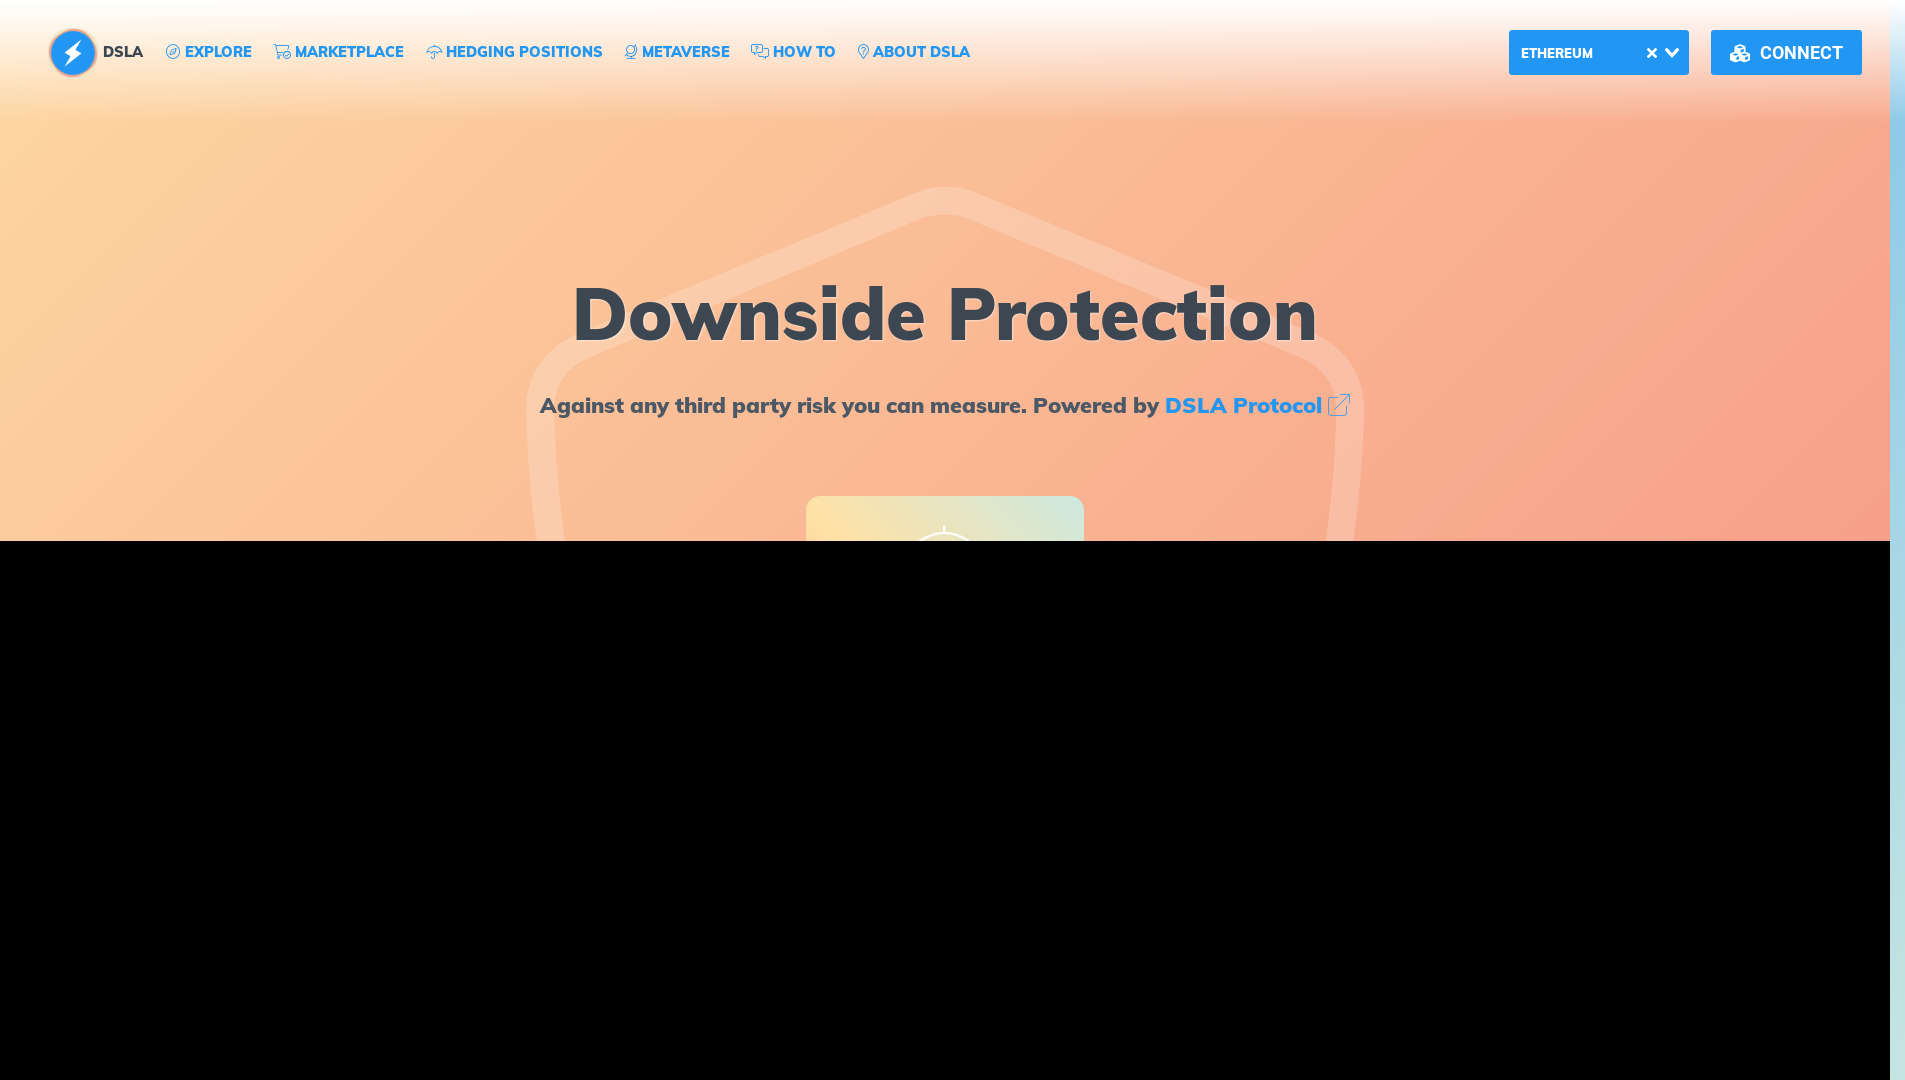 DSLA
EXPLORE
MARKETPLACE
HEDGING POSITIONS
METAVERSE
HOW TO
ABOUT DSLA
ETHEREUM
CONNECT
Downside Protection
Against any third party risk you can measure. Powered by DSLA Protocol